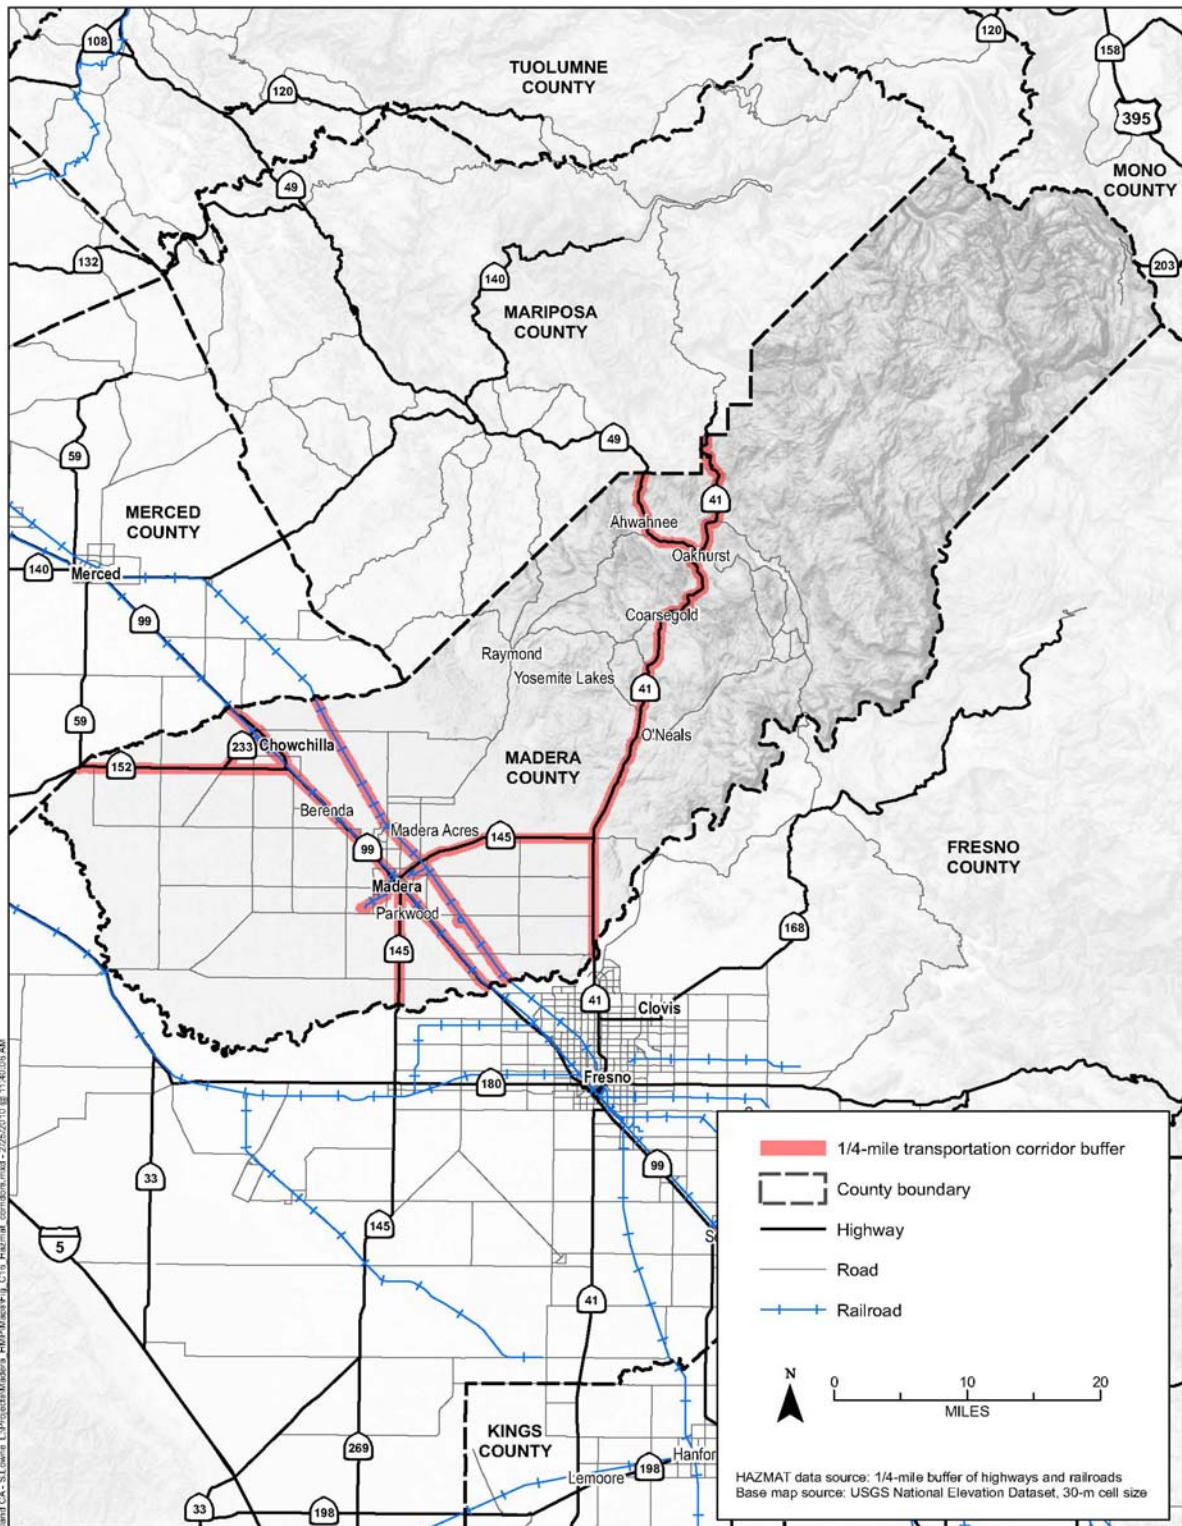 108
120
120
158
TUOLUMNE
COUNTY
395
49
MONO
COUNTY
132
203
140
MARIPOSA
COUNTY
49
59
41
MERCED
COUNTY
Ahwahnee
Oakhurst
140
Merced
99
Coarsegold
Raymond
Yosemite Lakes
41
59
O'Neals
233
Chowchilla
152
MADERA
COUNTY
Berenda
Madera Acres
145
99
FRESNO
COUNTY
Madera
Parkwood
168
145
41
Clovis
Fresno
180
99
33
145
5
41
KINGS
COUNTY
269
Hanfor
Lemoore
198
33
198
1/4-mile transportation corridor buffer
County boundary
Highway
Road
Railroad
N
0 10 20
MILES
HAZMAT data source: 1/4-mile buffer of highways and railroads
Base map source: USGS National Elevation Dataset, 30-m cell size